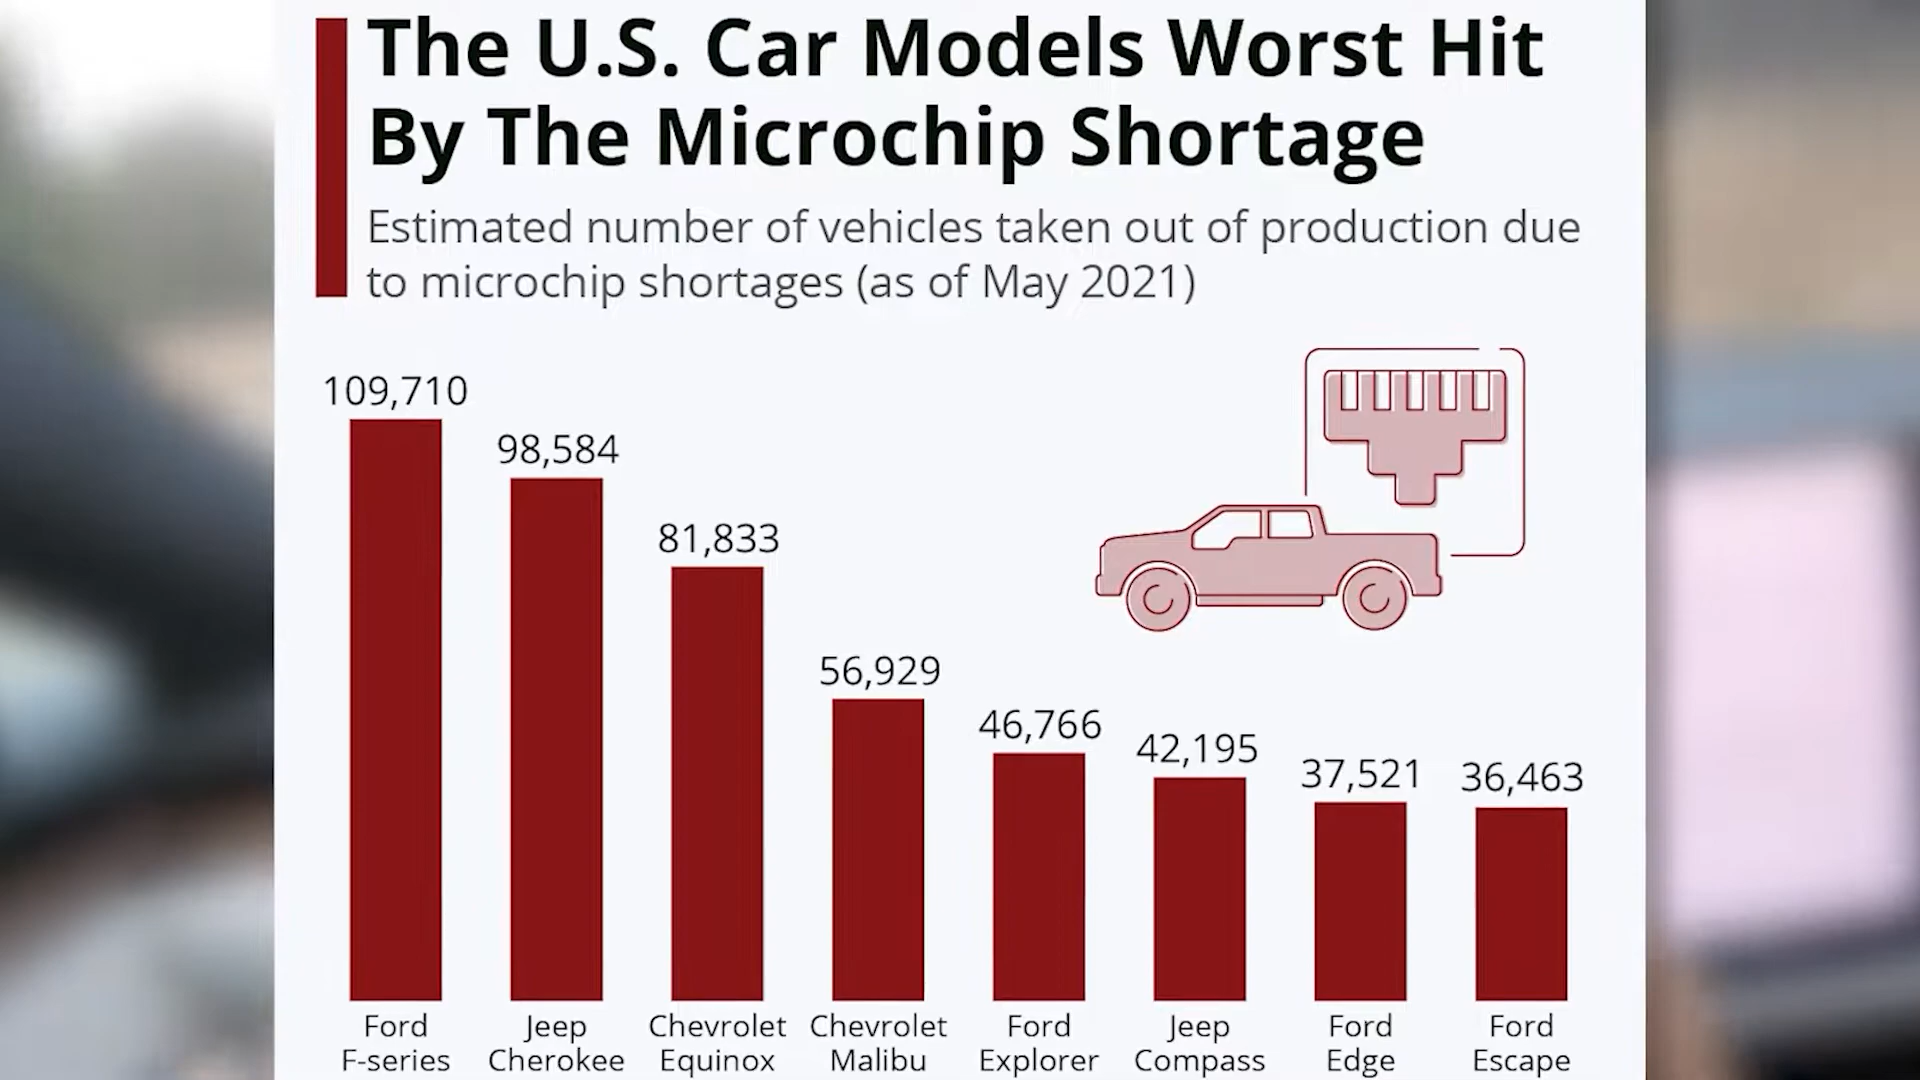 The U.S. Car Models Worst Hit
By The Microchip Shortage
Estimated number of vehicles taken out of production due
to microchip shortages (as of May 2021)
109,710
98,584
81,833
56,929
46,766
42,195
37,521
36,463
Ford
F-series
Jeep
Cherokee
Chevrolet
Equinox
Chevrolet
Malibu
Ford
Explorer
Jeep
Compass
Ford
Edge
Ford
Escape